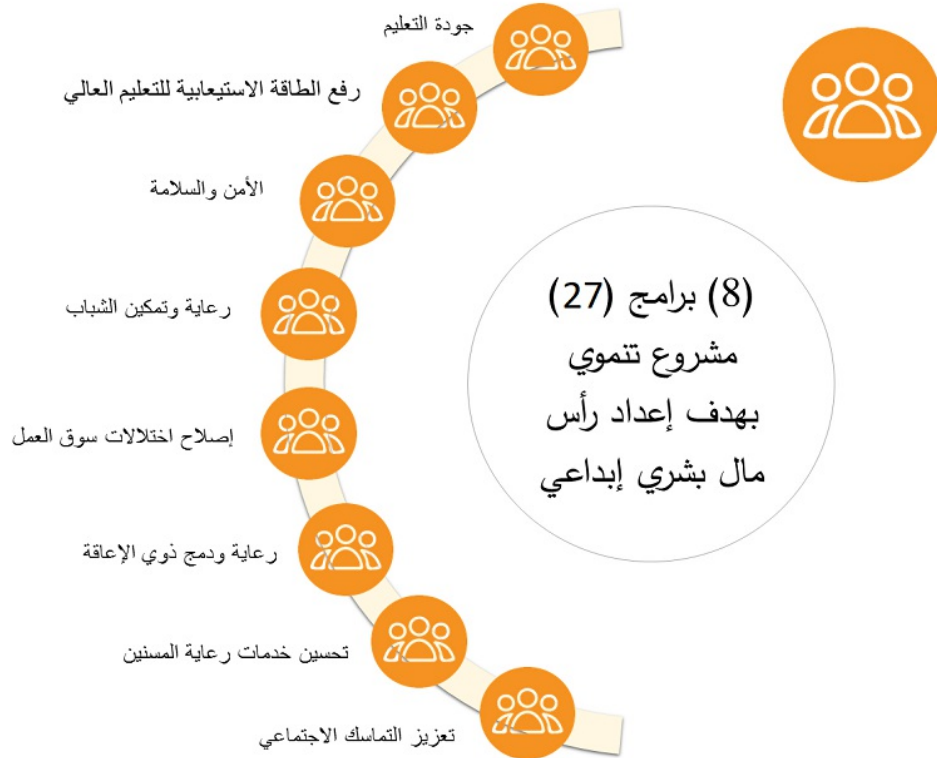 جودة التعليم
رفع الطاقة الاستيعابية للتعليم العالي
الأمن والسلامة
رعاية وتمكين الشباب
إصلاح اختلالات سوق العمل
رعاية ودمج ذوي الإعاقة
تحسين خدمات رعاية المسنين
تعزيز التماسك الاجتماعي
(8) برامج (27)
مشروع تنموي
بهدف إعداد رأس
مال بشري إبداعي